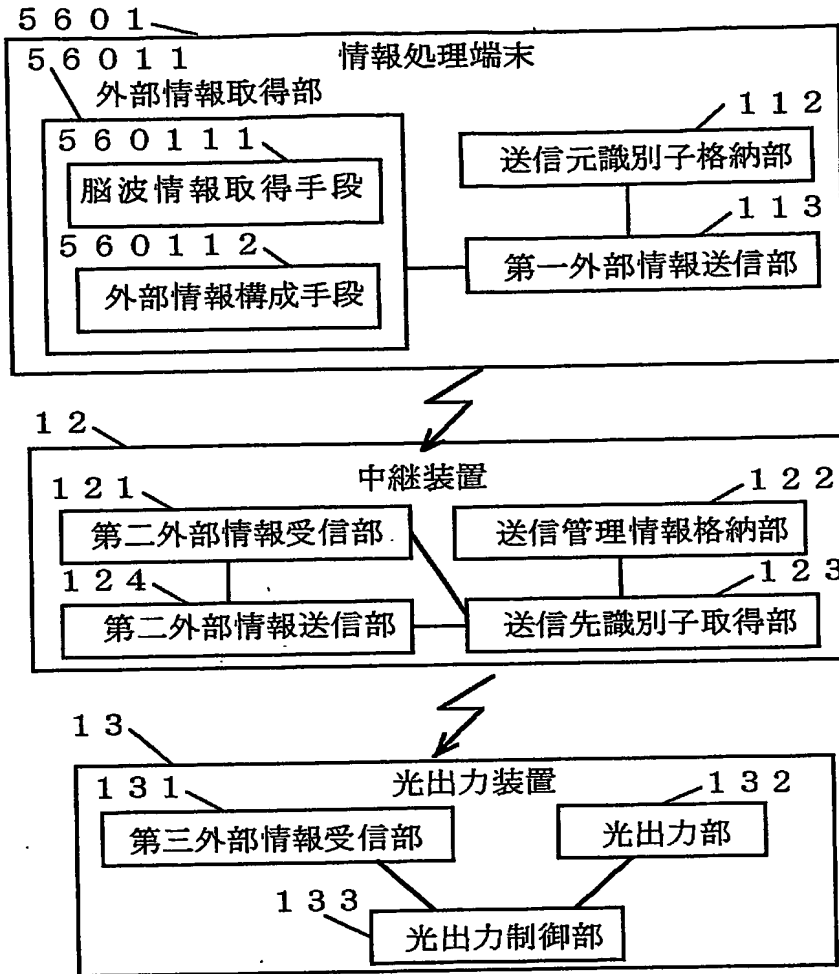 5601
情報処理端末
56011
外部情報取得部
560111
脳波情報取得手段
560112
外部情報構成手段
112
送信元識別子格納部
113
第一外部情報送信部
12
中継装置
121
第二外部情報受信部
122
送信管理情報格納部
124
第二外部情報送信部
123
送信先識別子取得部
13
光出力装置
131
第三外部情報受信部
132
光出力部
133
光出力制御部